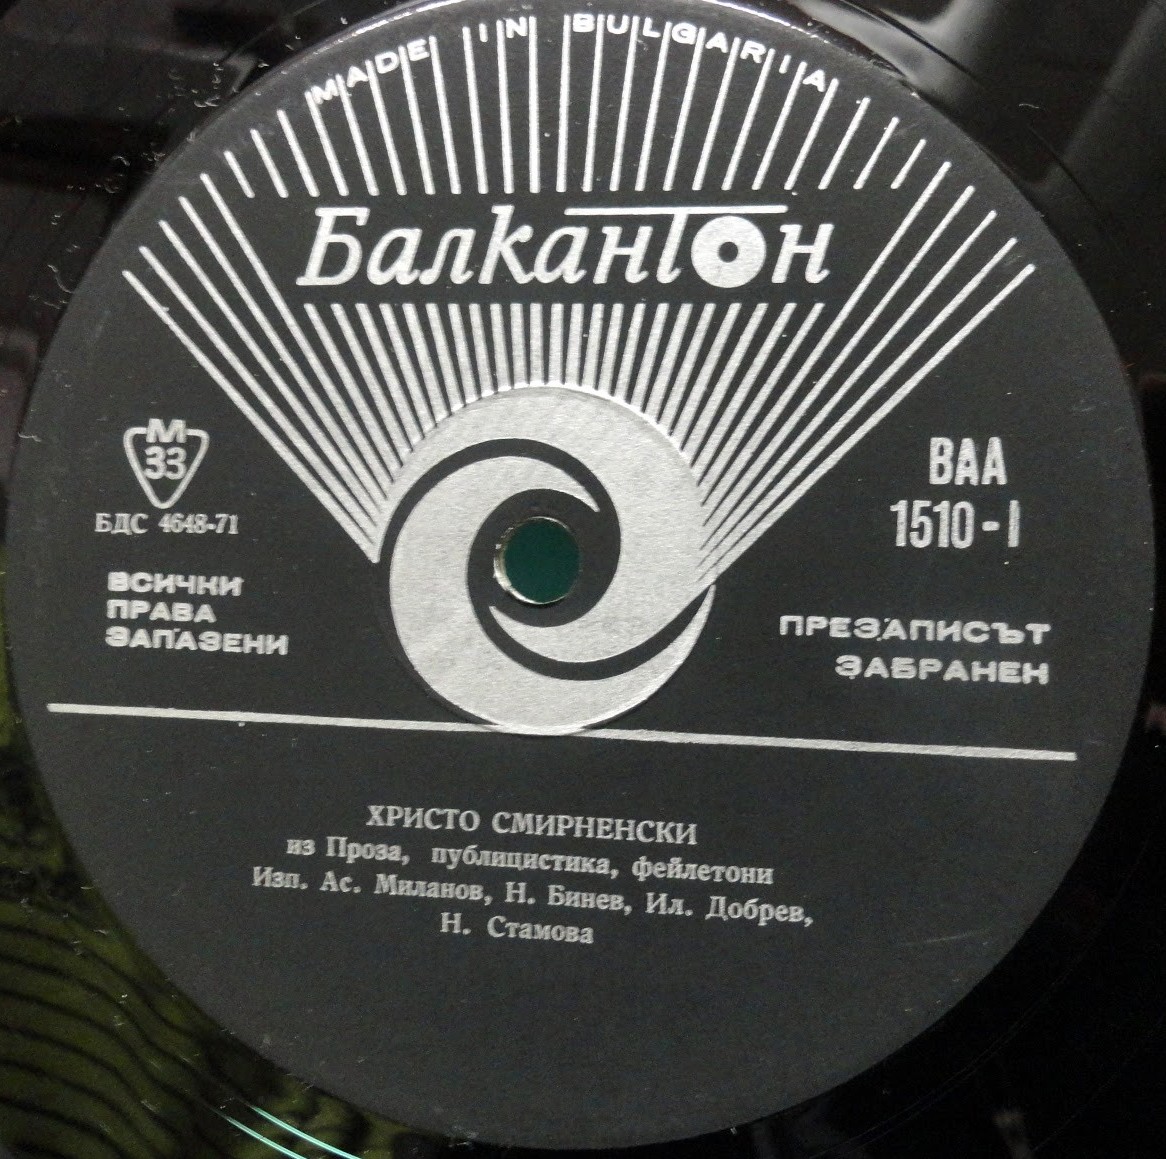 MADE IN BULGARIA
Балкантон
М
33
БДС 4648-71
ВСИЧКИ
ПРАВА
ЗАПАЗЕНИ
ВАА
1510-I
ПРЕЗАПИСЪТ
ЗАБРАНЕН
ХРИСТО СМИРНЕНСКИ
из Проза, публицистика, фейлетони
Изп. Ас. Миланов, Н. Бинев, Ил. Добрев,
Н. Стамова